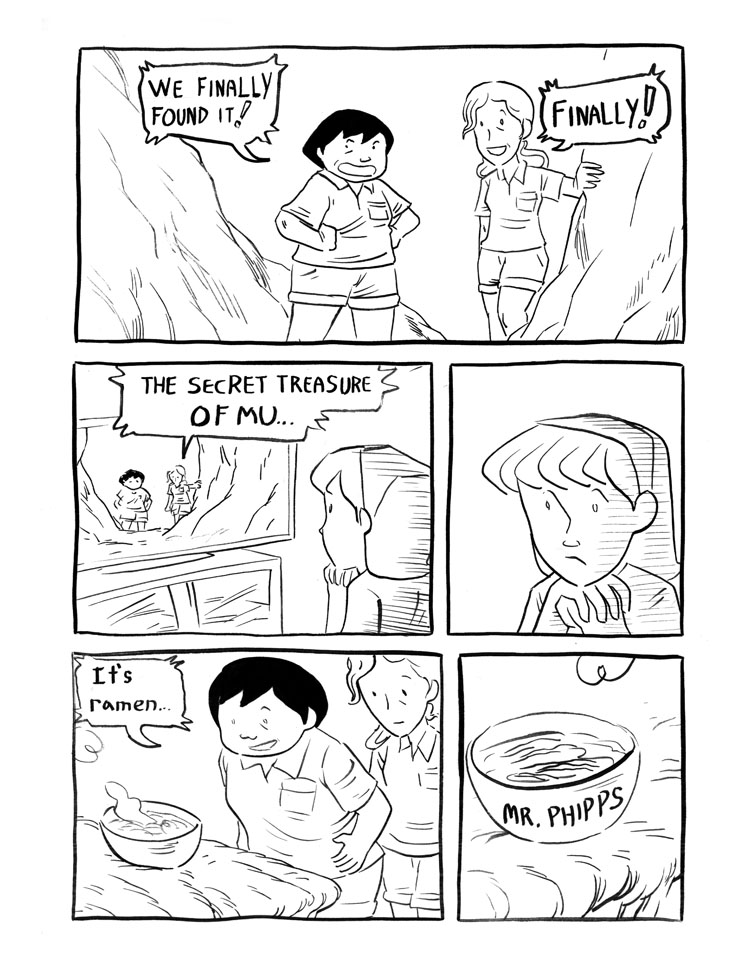 WE FINALLY
FOUND IT!
FINALLY!
THE SECRET TREASURE
OF MU...
It's
ramen...
MR. PHIPPS